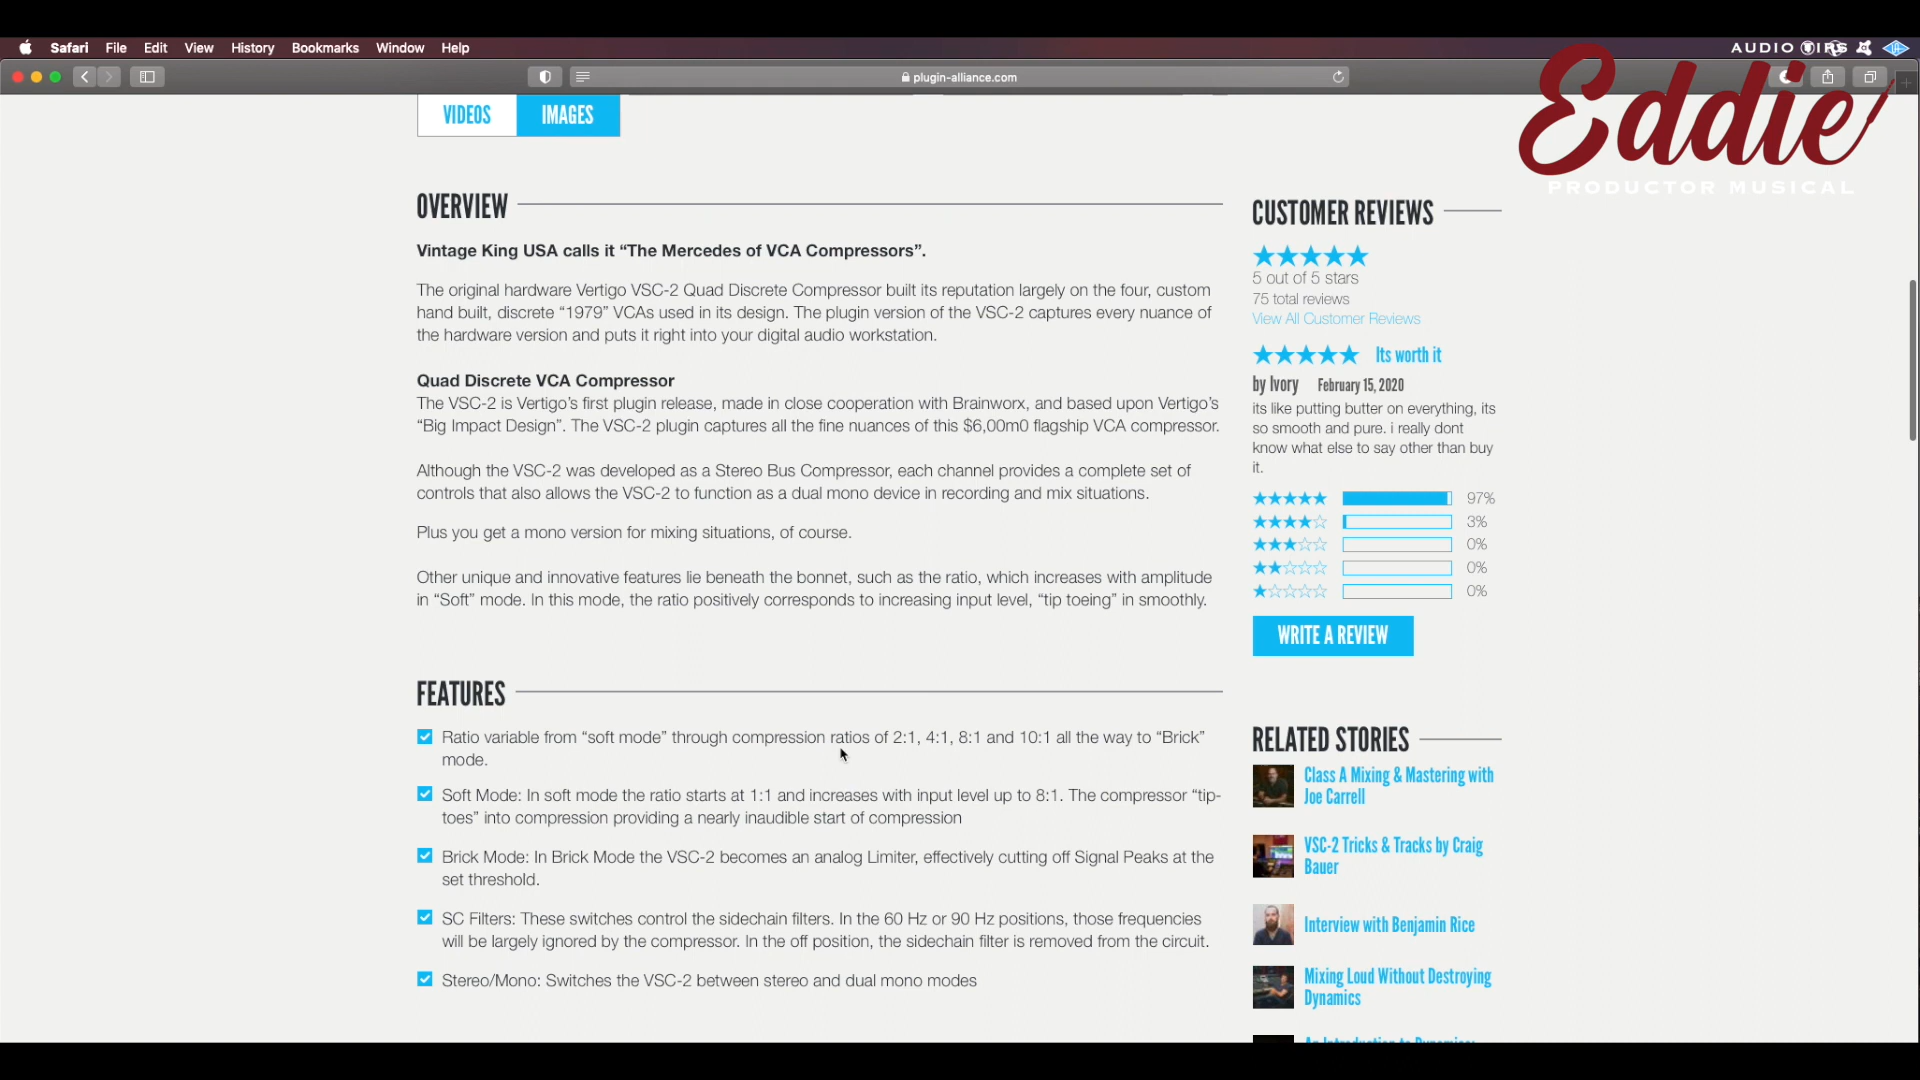 Safari File Edit View History Bookmarks Window Help
AUDIO
plugin-alliance.com
Eddie
PRODUCTOR MUSICAL
VIDEOS
IMAGES
OVERVIEW
Vintage King USA calls it “The Mercedes of VCA Compressors”.
The original hardware Vertigo VSC-2 Quad Discrete Compressor built its reputation largely on the four, custom
hand built, discrete “1979” VCAs used in its design. The plugin version of the VSC-2 captures every nuance of
the hardware version and puts it right into your digital audio workstation.
Quad Discrete VCA Compressor
The VSC-2 is Vertigo’s first plugin release, made in close cooperation with Brainworx, and based upon Vertigo’s
“Big Impact Design”. The VSC-2 plugin captures all the fine nuances of this $6,00m0 flagship VCA compressor.
Although the VSC-2 was developed as a Stereo Bus Compressor, each channel provides a complete set of
controls that also allows the VSC-2 to function as a dual mono device in recording and mix situations.
Plus you get a mono version for mixing situations, of course.
Other unique and innovative features lie beneath the bonnet, such as the ratio, which increases with amplitude
in “Soft” mode. In this mode, the ratio positively corresponds to increasing input level, “tip toeing” in smoothly.
FEATURES
Ratio variable from “soft mode” through compression ratios of 2:1, 4:1, 8:1 and 10:1 all the way to “Brick”
mode.
Soft Mode: In soft mode the ratio starts at 1:1 and increases with input level up to 8:1. The compressor “tip-
toes” into compression providing a nearly inaudible start of compression
Brick Mode: In Brick Mode the VSC-2 becomes an analog Limiter, effectively cutting off Signal Peaks at the
set threshold.
SC Filters: These switches control the sidechain filters. In the 60 Hz or 90 Hz positions, those frequencies
will be largely ignored by the compressor. In the off position, the sidechain filter is removed from the circuit.
Stereo/Mono: Switches the VSC-2 between stereo and dual mono modes
CUSTOMER REVIEWS
5 out of 5 stars
75 total reviews
View All Customer Reviews
Its worth it
by Ivory February 15, 2020
its like putting butter on everything, its
so smooth and pure. i really dont
know what else to say other than buy
it.
97%
3%
0%
0%
0%
WRITE A REVIEW
RELATED STORIES
Class A Mixing & Mastering with
Joe Carrell
VSC-2 Tricks & Tracks by Craig
Bauer
Interview with Benjamin Rice
Mixing Loud Without Destroying
Dynamics